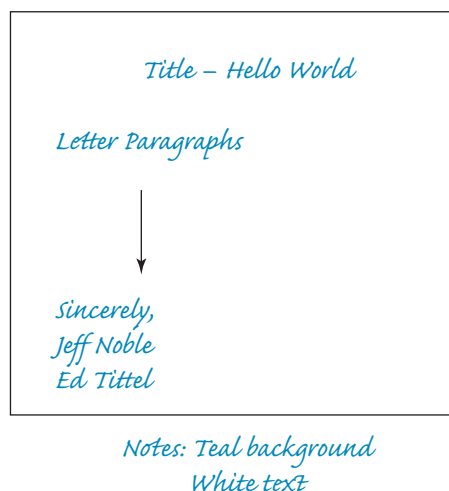 Title – Hello World
Letter Paragraphs
Sincerely,
Jeff Noble
Ed Tittel
Notes: Teal background
White text